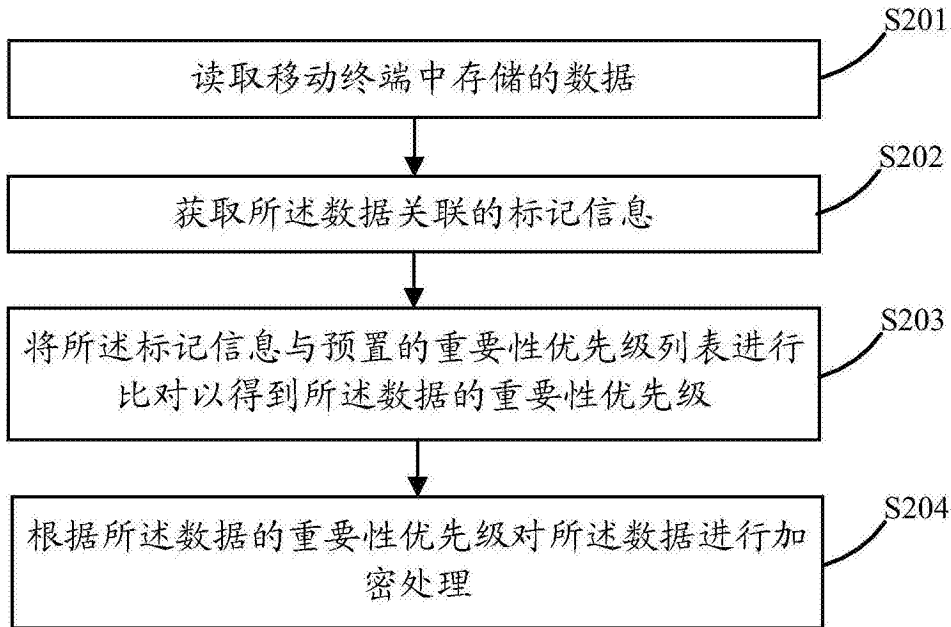 S201
读取移动终端中存储的数据
S202
获取所述数据关联的标记信息
S203
将所述标记信息与预置的重要性优先级列表进行
比对以得到所述数据的重要性优先级
S204
根据所述数据的重要性优先级对所述数据进行加
密处理